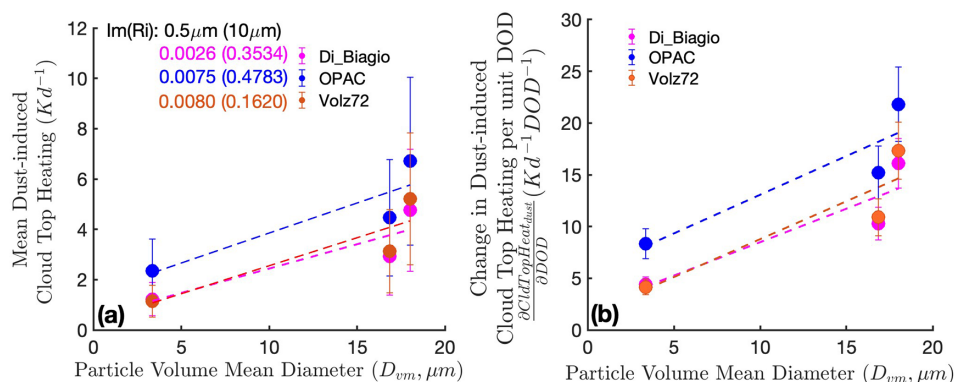 Mean Dust-induced
Cloud Top Heating (Kd⁻¹)
12
10
8
6
4
2
0
Im(Ri): 0.5μm (10μm)
0.0026 (0.3534)
0.0075 (0.4783)
0.0080 (0.1620)
Di_Biagio
OPAC
Volz72
(a)
0 5 10 15 20
Particle Volume Mean Diameter (D_vm, μm)
Change in Dust-induced
Cloud Top Heating per unit DOD
∂CldTopHeat_dust/∂DOD (Kd⁻¹DOD⁻¹)
30
25
20
15
10
5
0
Di_Biagio
OPAC
Volz72
(b)
0 5 10 15 20
Particle Volume Mean Diameter (D_vm, μm)